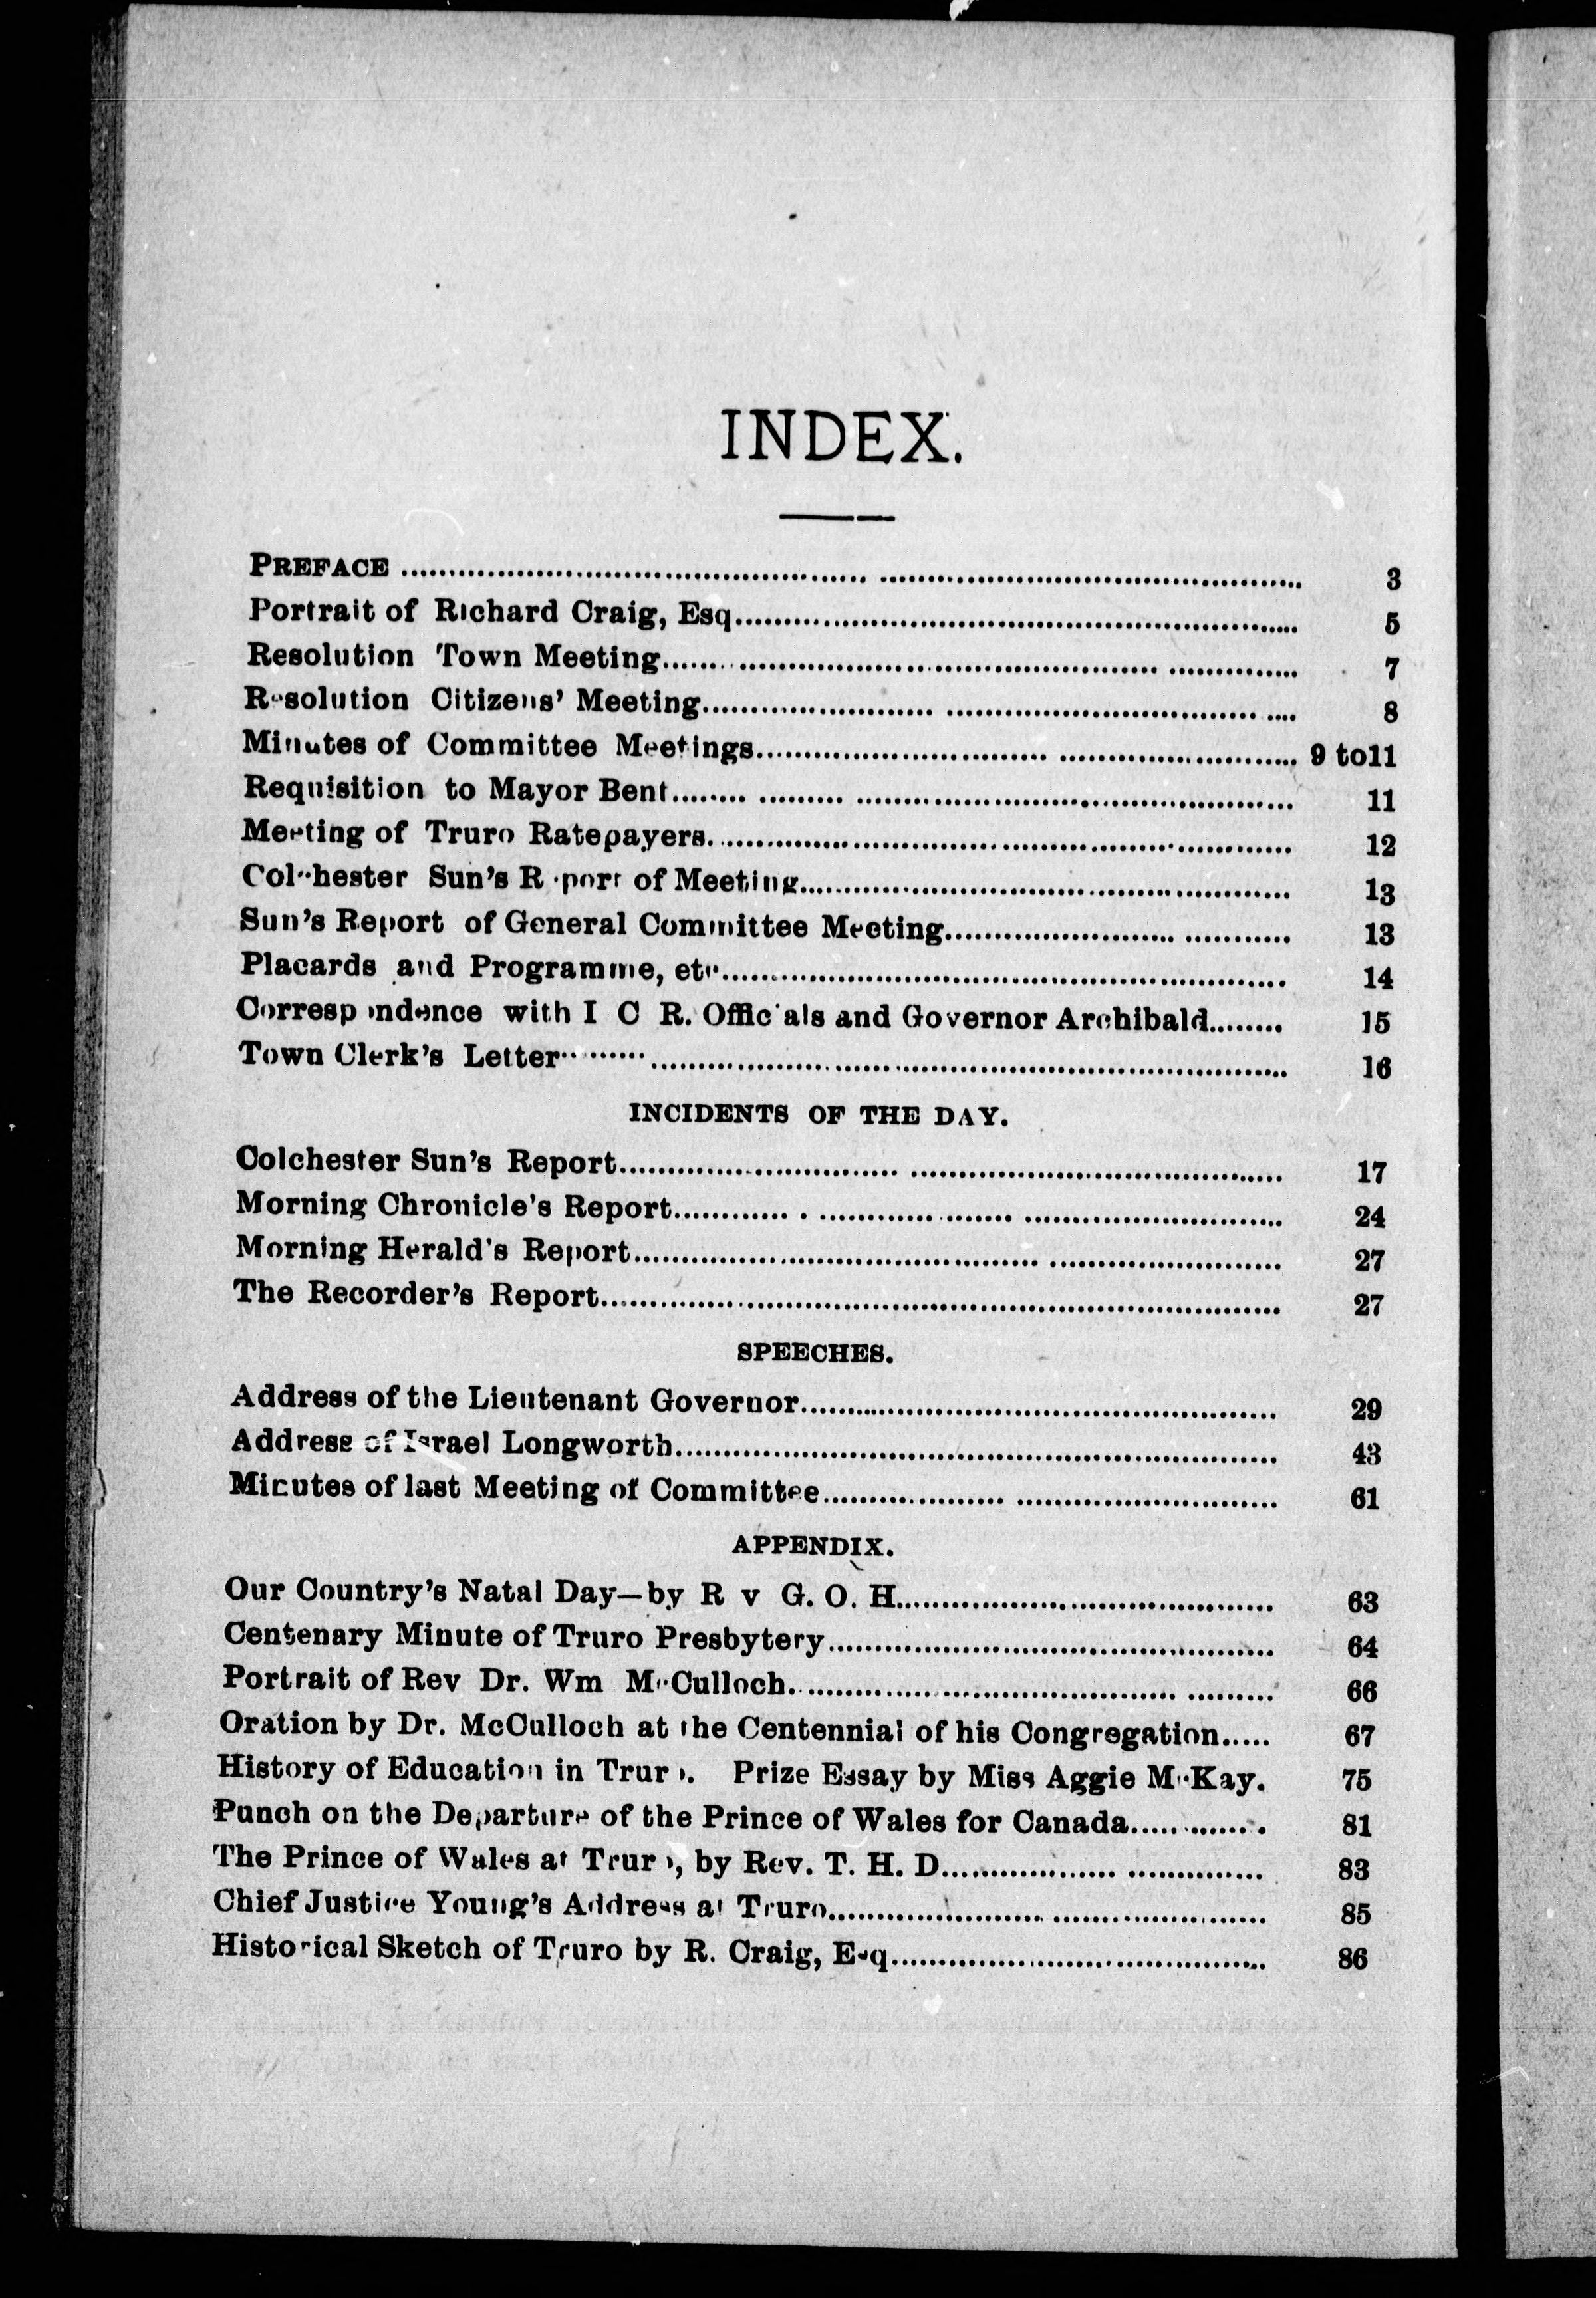 INDEX.
PREFACE ........................................ 3
Portrait of Richard Craig, Esq........................................ 5
Resolution Town Meeting........................................ 7
Resolution Citizens' Meeting........................................ 8
Minutes of Committee Meetings........................................ 9 to11
Requisition to Mayor Bent........................................ 11
Meeting of Truro Ratepayers........................................ 12
Colchester Sun's Report of Meeting........................................ 13
Sun's Report of General Committee Meeting........................................ 13
Placards and Programme, etc........................................ 14
Correspondence with I C R. Officials and Governor Archibald........ 15
Town Clerk's Letter........................................ 16
INCIDENTS OF THE DAY.
Colchester Sun's Report........................................ 17
Morning Chronicle's Report........................................ 24
Morning Herald's Report........................................ 27
The Recorder's Report........................................ 27
SPEECHES.
Address of the Lieutenant Governor........................................ 29
Address of Israel Longworth........................................ 43
Minutes of last Meeting of Committee........................................ 61
APPENDIX.
Our Country's Natal Day—by R v G. O. H........................................ 63
Centenary Minute of Truro Presbytery........................................ 64
Portrait of Rev Dr. Wm McCulloch........................................ 66
Oration by Dr. McCulloch at the Centennial of his Congregation..... 67
History of Education in Truro. Prize Essay by Miss Aggie McKay. 75
Punch on the Departure of the Prince of Wales for Canada............. 81
The Prince of Wales at Truro, by Rev. T. H. D........................................ 83
Chief Justice Young's Address at Truro........................................ 85
Historical Sketch of Truro by R. Craig, Esq........................................ 86